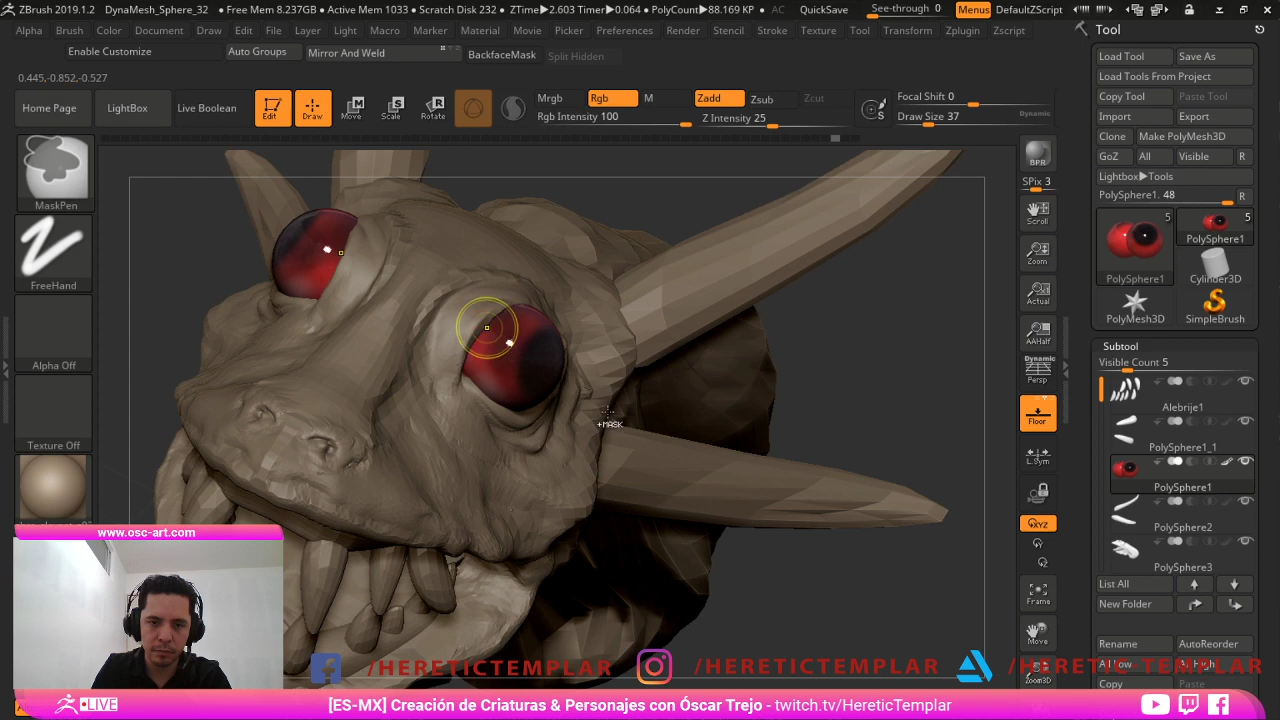 ZBrush 2019.1.2 DynaMesh_Sphere_32 • Free Mem 8.237GB • Active Mem 1033 • Scratch Disk 232 • ZTime▶2.603 Timer▶0.064 • PolyCount▶88.169 KP • AC QuickSave See-through 0 Menus DefaultZScript
Alpha Brush Color Document Draw Edit File Layer Light Macro Marker Material Movie Picker Preferences Render Stencil Stroke Texture Tool Transform Zplugin Zscript
Tool
Enable Customize Auto Groups Mirror And Weld BackfaceMask Split Hidden
0.445,-0.852,-0.527
Home Page LightBox Live Boolean Edit Draw Move Scale Rotate
Mrgb Rgb M Zadd Zsub Zcut Focal Shift 0
Rgb Intensity 100 Z Intensity 25 Draw Size 37 Dynamic
Load Tool Save As
Load Tools From Project
Copy Tool Paste Tool
Import Export
Clone Make PolyMesh3D
GoZ All Visible R
Lightbox▶Tools
PolySphere1. 48 R
5 5
PolySphere1
PolySphere1 Cylinder3D
PolyMesh3D SimpleBrush
MaskPen
FreeHand
Alpha Off
Texture Off
BPR
SPix 3
Scroll
Zoom
Actual
AAHalf
Dynamic
Persp
Floor
L.Sym
XYZ
Frame
Move
Zoom3D
+MASK
Subtool
Visible Count 5
Alebrije1
PolySphere1_1
PolySphere1
PolySphere2
PolySphere3
List All
New Folder
Rename AutoReorder
Copy Paste
www.osc-art.com
/HERETICTEMPLAR /HERETICTEMPLAR /HERETIC-TEMPLAR
LIVE
[ES-MX] Creación de Criaturas & Personajes con Óscar Trejo - twitch.tv/HereticTemplar